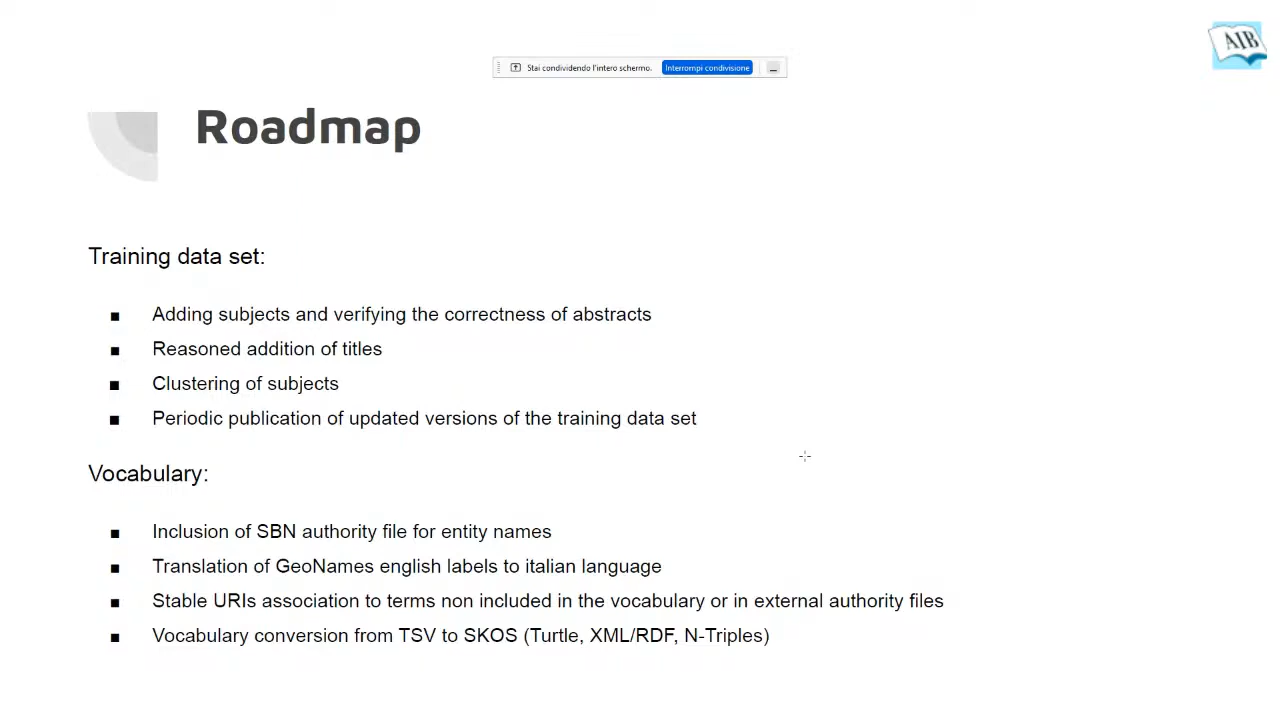 AIB
Stai condividendo l'intero schermo. Interrompi condivisione
Roadmap
Training data set:
Adding subjects and verifying the correctness of abstracts
Reasoned addition of titles
Clustering of subjects
Periodic publication of updated versions of the training data set
Vocabulary:
Inclusion of SBN authority file for entity names
Translation of GeoNames english labels to italian language
Stable URIs association to terms non included in the vocabulary or in external authority files
Vocabulary conversion from TSV to SKOS (Turtle, XML/RDF, N-Triples)